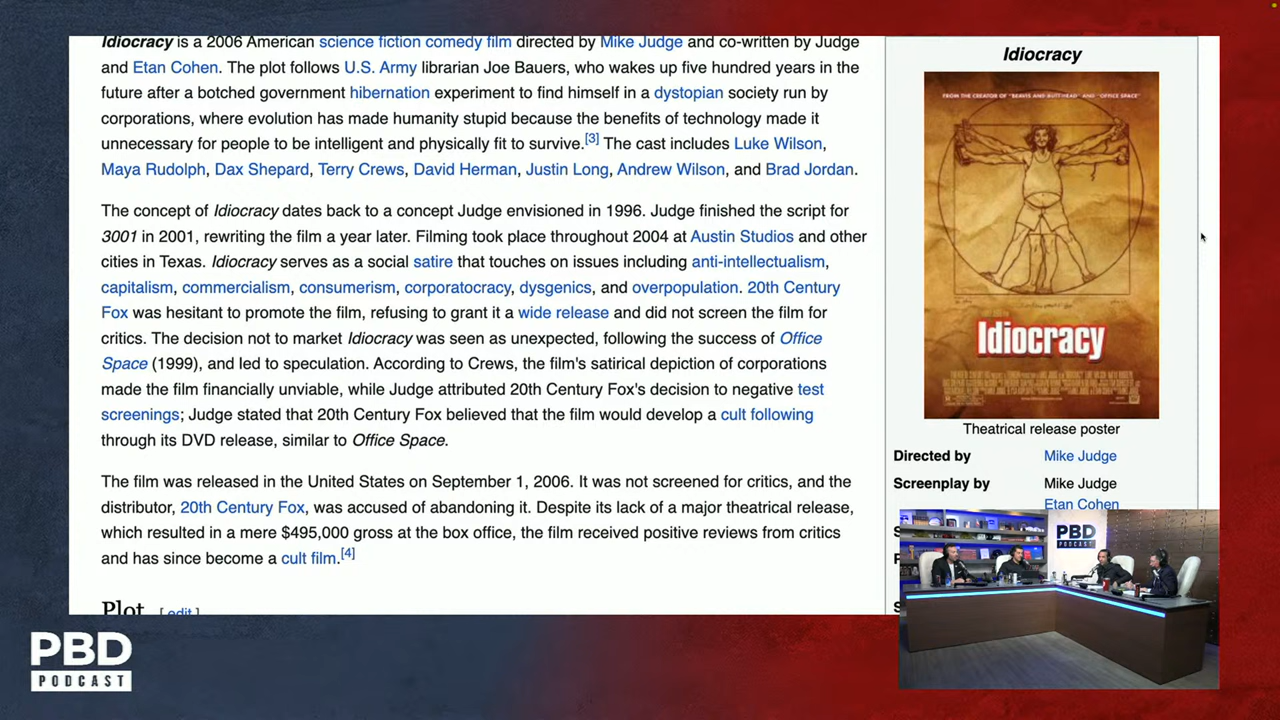 Idiocracy is a 2006 American science fiction comedy film directed by Mike Judge and co-written by Judge
and Etan Cohen. The plot follows U.S. Army librarian Joe Bauers, who wakes up five hundred years in the
future after a botched government hibernation experiment to find himself in a dystopian society run by
corporations, where evolution has made humanity stupid because the benefits of technology made it
unnecessary for people to be intelligent and physically fit to survive.[3] The cast includes Luke Wilson,
Maya Rudolph, Dax Shepard, Terry Crews, David Herman, Justin Long, Andrew Wilson, and Brad Jordan.
The concept of Idiocracy dates back to a concept Judge envisioned in 1996. Judge finished the script for
3001 in 2001, rewriting the film a year later. Filming took place throughout 2004 at Austin Studios and other
cities in Texas. Idiocracy serves as a social satire that touches on issues including anti-intellectualism,
capitalism, commercialism, consumerism, corporatocracy, dysgenics, and overpopulation. 20th Century
Fox was hesitant to promote the film, refusing to grant it a wide release and did not screen the film for
critics. The decision not to market Idiocracy was seen as unexpected, following the success of Office
Space (1999), and led to speculation. According to Crews, the film's satirical depiction of corporations
made the film financially unviable, while Judge attributed 20th Century Fox's decision to negative test
screenings; Judge stated that 20th Century Fox believed that the film would develop a cult following
through its DVD release, similar to Office Space.
The film was released in the United States on September 1, 2006. It was not screened for critics, and the
distributor, 20th Century Fox, was accused of abandoning it. Despite its lack of a major theatrical release,
which resulted in a mere $495,000 gross at the box office, the film received positive reviews from critics
and has since become a cult film.[4]
Plot [ edit ]
Idiocracy
FROM THE CREATOR OF "BEAVIS AND BUTT-HEAD" AND "OFFICE SPACE"
Idiocracy
Theatrical release poster
Directed by Mike Judge
Screenplay by Mike Judge
Etan Cohen
PBD
PODCAST
PBD
PODCAST